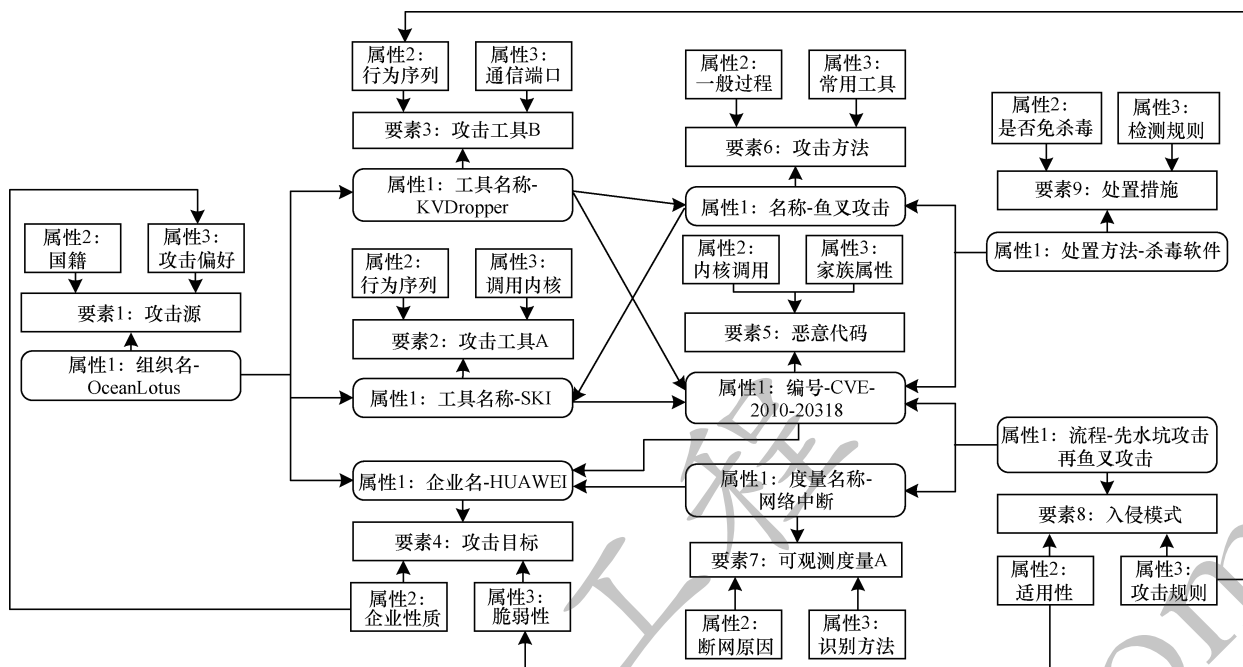 属性2：
行为序列
属性3：
通信端口
要素3：攻击工具B
属性1：工具名称-
KVDropper
属性2：
国籍
属性3：
攻击偏好
要素1：攻击源
属性1：组织名-
OceanLotus
属性2：
行为序列
属性3：
调用内核
要素2：攻击工具A
属性1：工具名称-SKI
属性1：企业名-HUAWEI
要素4：攻击目标
属性2：
企业性质
属性3：
脆弱性
属性2：
一般过程
属性3：
常用工具
要素6：攻击方法
属性1：名称-鱼叉攻击
属性2：
内核调用
属性3：
家族属性
要素5：恶意代码
属性1：编号-CVE-
2010-20318
属性1：度量名称-
网络中断
要素7：可观测度量A
属性2：
断网原因
属性3：
识别方法
属性2：
是否免杀毒
属性3：
检测规则
要素9：处置措施
属性1：处置方法-杀毒软件
属性1：流程-先水坑攻击
再鱼叉攻击
要素8：入侵模式
属性2：
适用性
属性3：
攻击规则
工程
om